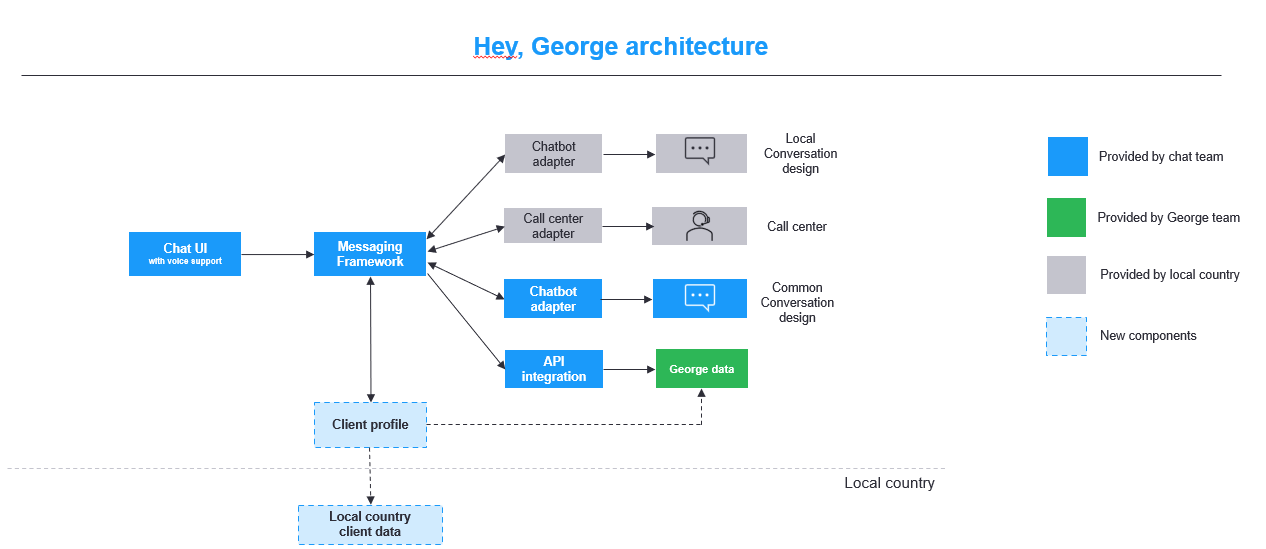 Hey, George architecture
Chatbot
adapter
Local
Conversation
design
Provided by chat team
Call center
adapter
Call center
Provided by George team
Chat UI
with voice support
Messaging
Framework
Provided by local country
Chatbot
adapter
Common
Conversation
design
New components
API
integration
George data
Client profile
Local country
Local country
client data